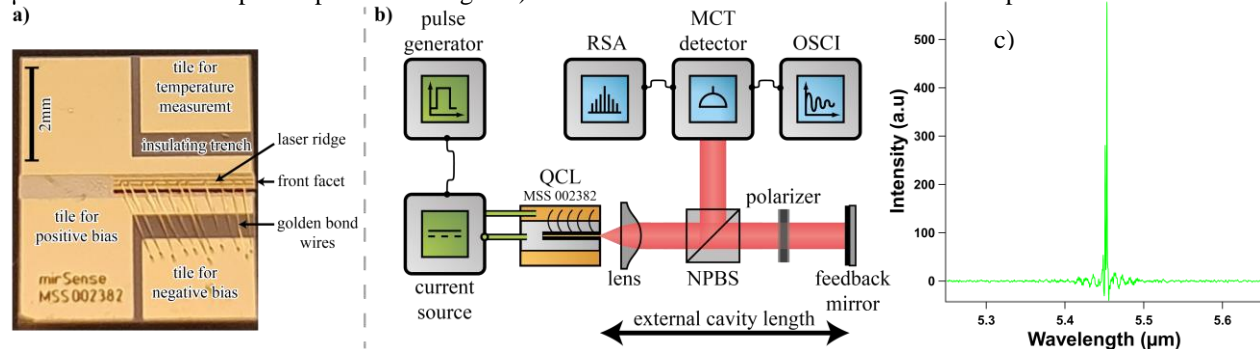 a)
2mm
tile for
temperature
measuremt
insulating trench
laser ridge
front facet
tile for
positive bias
golden bond
wires
mirSense
MSS 002382
tile for
negative bias
b)
pulse
generator
RSA
MCT
detector
OSCI
QCL
MSS 002382
polarizer
current
source
lens
NPBS
feedback
mirror
external cavity length
c)
Intensity (a.u)
500
400
300
200
100
0
5.3
5.4
5.5
5.6
Wavelength (µm)